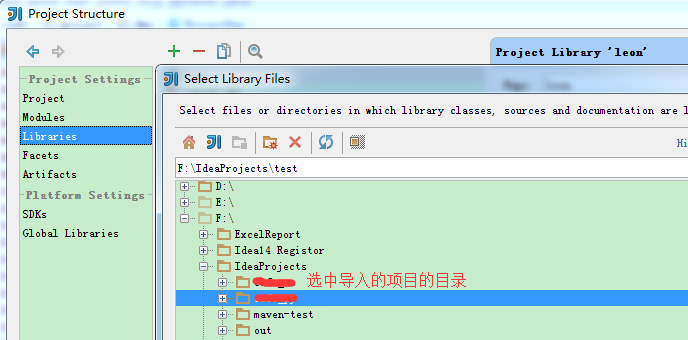 Project Structure
Project Library 'leon'
Project Settings
Project
Modules
Libraries
Facets
Artifacts
Platform Settings
SDKs
Global Libraries
Select Library Files
Select files or directories in which library classes, sources and documentation are l
Hi
F:\IdeaProjects\test
D:\
E:\
F:\
ExcelReport
Idea14 Registor
IdeaProjects
选中导入的项目的目录
maven-test
out